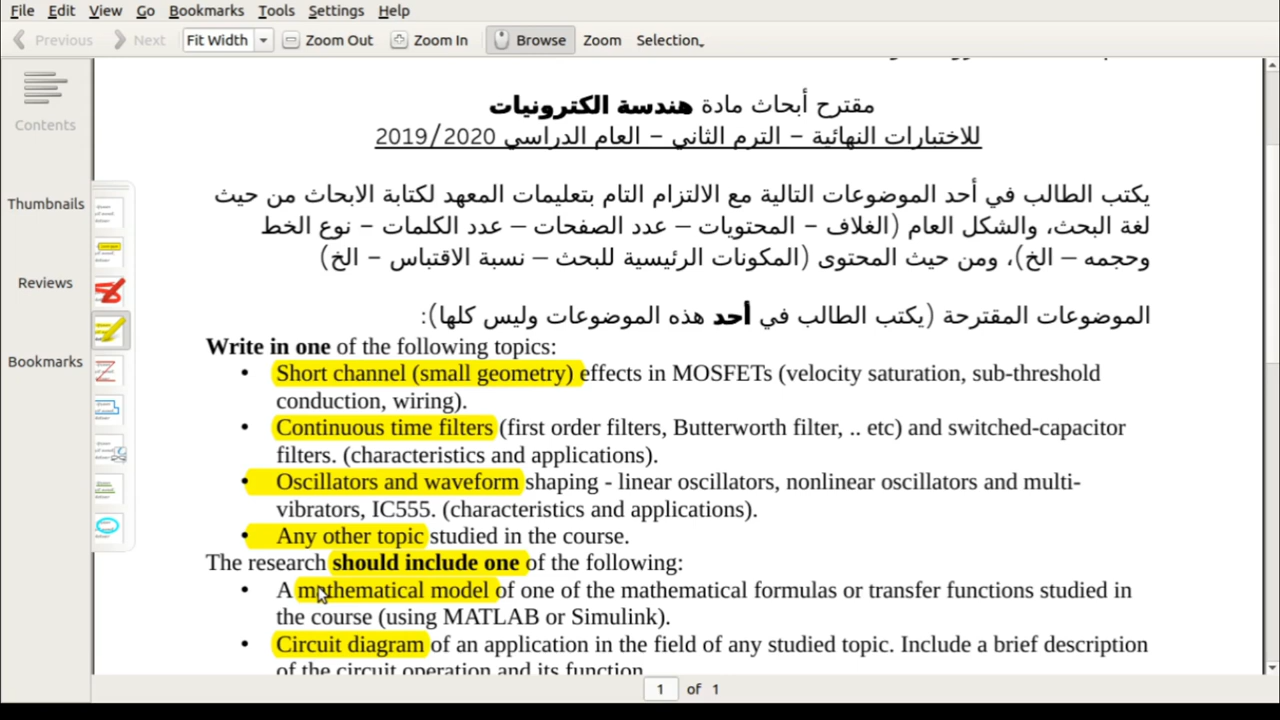 File Edit View Go Bookmarks Tools Settings Help
Previous Next Fit Width Zoom Out Zoom In Browse Zoom Selection
Contents
Thumbnails
Reviews
Bookmarks
مقترح أبحاث مادة هندسة الكترونيات
للاختبارات النهائية – الترم الثاني – العام الدراسي 2019/2020
يكتب الطالب في أحد الموضوعات التالية مع الالتزام التام بتعليمات المعهد لكتابة الابحاث من حيث
لغة البحث، والشكل العام (الغلاف – المحتويات – عدد الصفحات – عدد الكلمات – نوع الخط
وحجمه – الخ)، ومن حيث المحتوى (المكونات الرئيسية للبحث – نسبة الاقتباس – الخ)
الموضوعات المقترحة (يكتب الطالب في أحد هذه الموضوعات وليس كلها):
Write in one of the following topics:
• Short channel (small geometry) effects in MOSFETs (velocity saturation, sub-threshold
conduction, wiring).
• Continuous time filters (first order filters, Butterworth filter, .. etc) and switched-capacitor
filters. (characteristics and applications).
• Oscillators and waveform shaping - linear oscillators, nonlinear oscillators and multi-
vibrators, IC555. (characteristics and applications).
• Any other topic studied in the course.
The research should include one of the following:
• A mathematical model of one of the mathematical formulas or transfer functions studied in
the course (using MATLAB or Simulink).
• Circuit diagram of an application in the field of any studied topic. Include a brief description
of the circuit operation and its function.
1 of 1